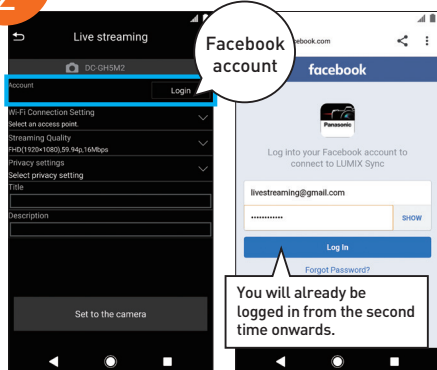 2
Live streaming
DC-GH5M2
Account
Login
Wi-Fi Connection Setting
Select an access point.
Streaming Quality
FHD(1920×1080),59.94p,16Mbps
Privacy settings
Select privacy setting
Title
Description
Set to the camera
Facebook
account
ebook.com
facebook
Panasonic
Log into your Facebook account to
connect to LUMIX Sync
livestreaming@gmail.com
••••••••••••
SHOW
Log In
Forgot Password?
You will already be
logged in from the second
time onwards.